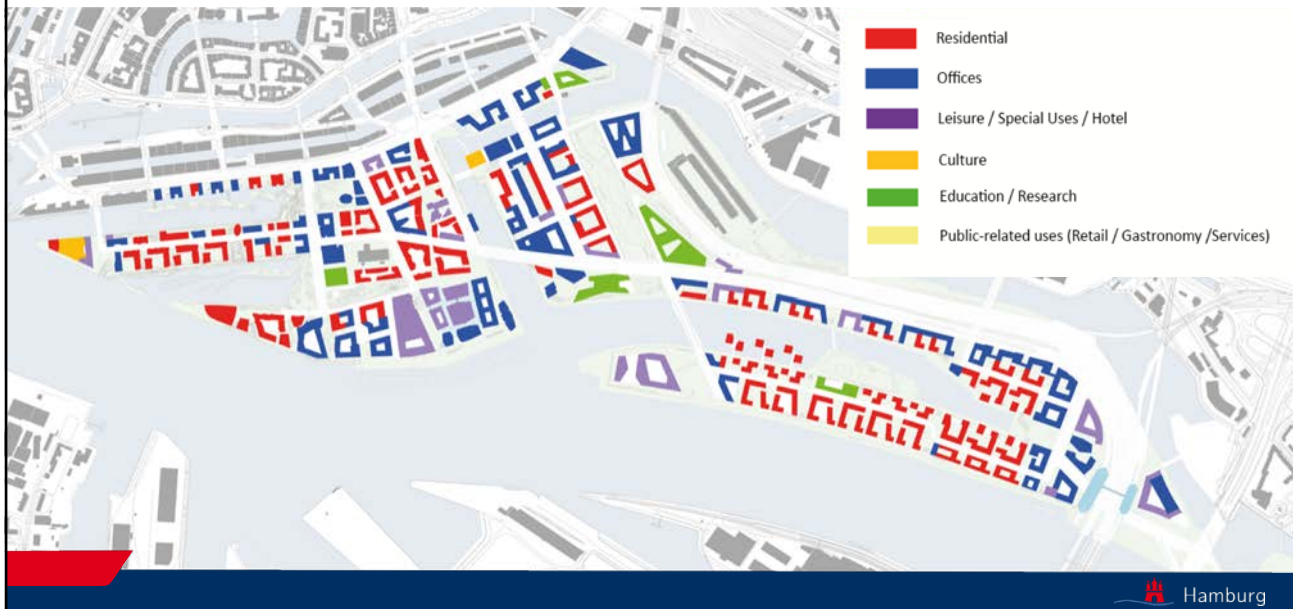 Residential
Offices
Leisure / Special Uses / Hotel
Culture
Education / Research
Public-related uses (Retail / Gastronomy /Services)
Hamburg